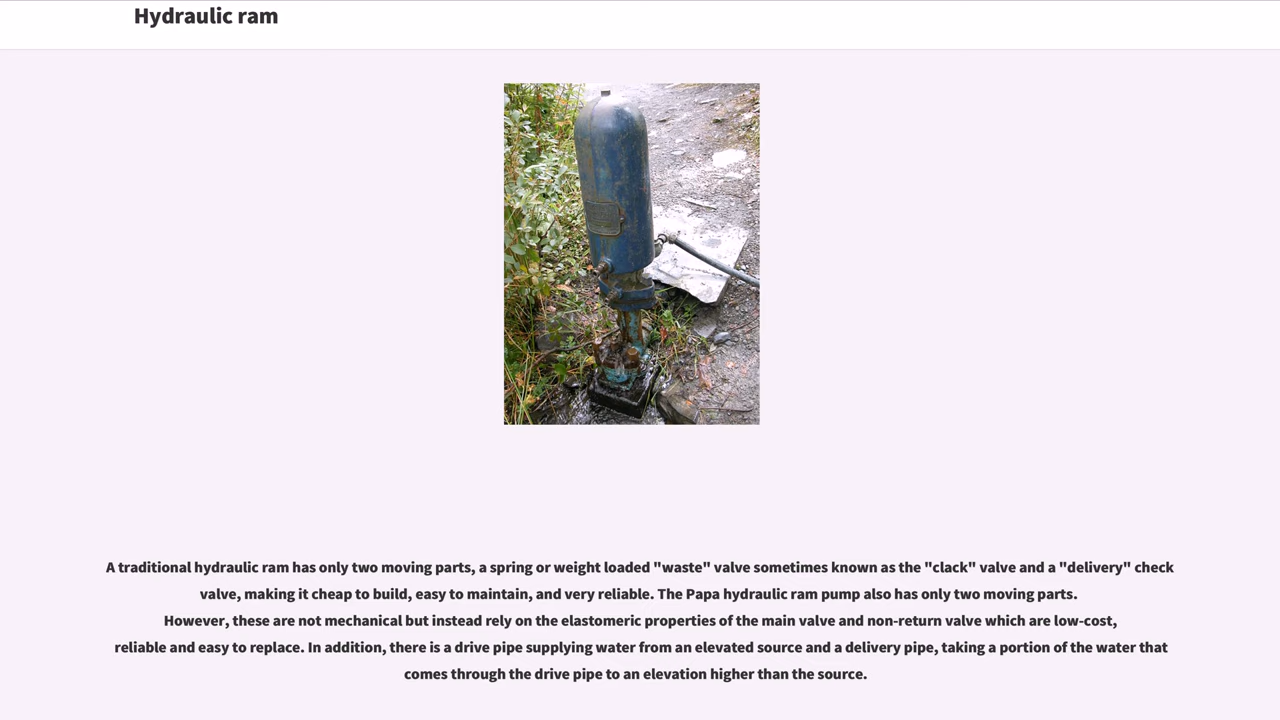 Hydraulic ram
A traditional hydraulic ram has only two moving parts, a spring or weight loaded "waste" valve sometimes known as the "clack" valve and a "delivery" check
valve, making it cheap to build, easy to maintain, and very reliable. The Papa hydraulic ram pump also has only two moving parts.
However, these are not mechanical but instead rely on the elastomeric properties of the main valve and non-return valve which are low-cost,
reliable and easy to replace. In addition, there is a drive pipe supplying water from an elevated source and a delivery pipe, taking a portion of the water that
comes through the drive pipe to an elevation higher than the source.